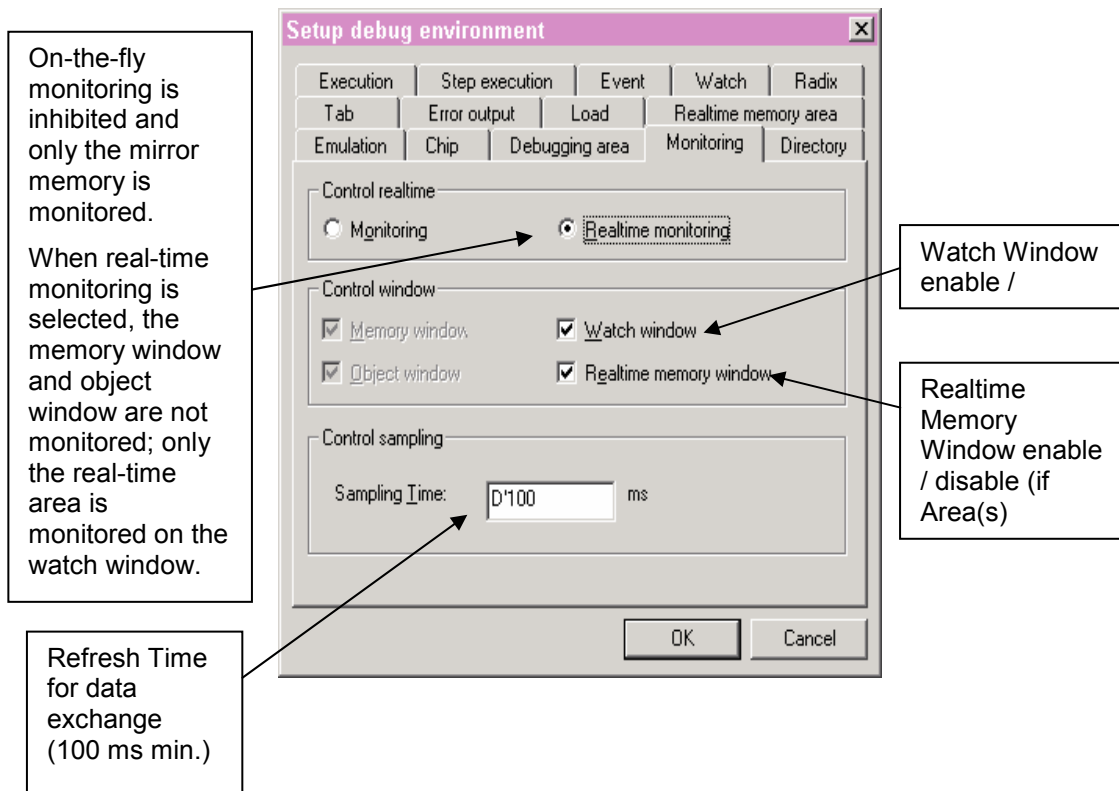 On-the-fly
monitoring is
inhibited and
only the mirror
memory is
monitored.
When real-time
monitoring is
selected, the
memory window
and object
window are not
monitored; only
the real-time
area is
monitored on the
watch window.
Refresh Time
for data
exchange
(100 ms min.)
Setup debug environment
Execution Step execution Event Watch Radix
Tab Error output Load Realtime memory area
Emulation Chip Debugging area Monitoring Directory
Control realtime
Monitoring Realtime monitoring
Control window
Memory window Watch window
Object window Realtime memory window
Control sampling
Sampling Time: D'100 ms
OK Cancel
Watch Window
enable /
Realtime
Memory
Window enable
/ disable (if
Area(s)